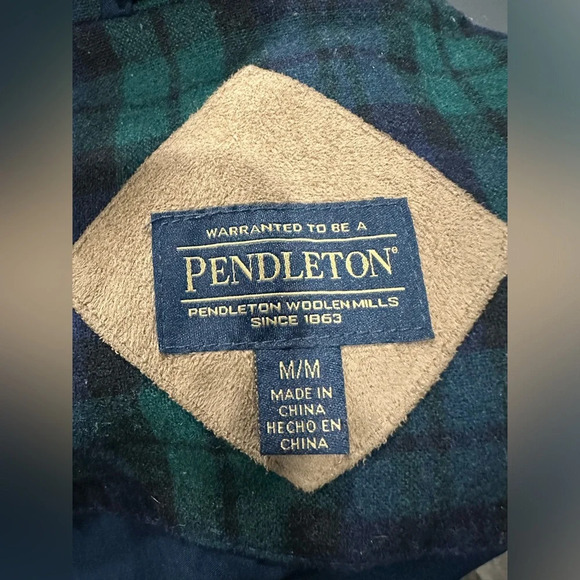 WARRANTED TO BE A
PENDLETON®
PENDLETON WOOLEN MILLS
SINCE 1863
M/M
MADE IN
CHINA
HECHO EN
CHINA